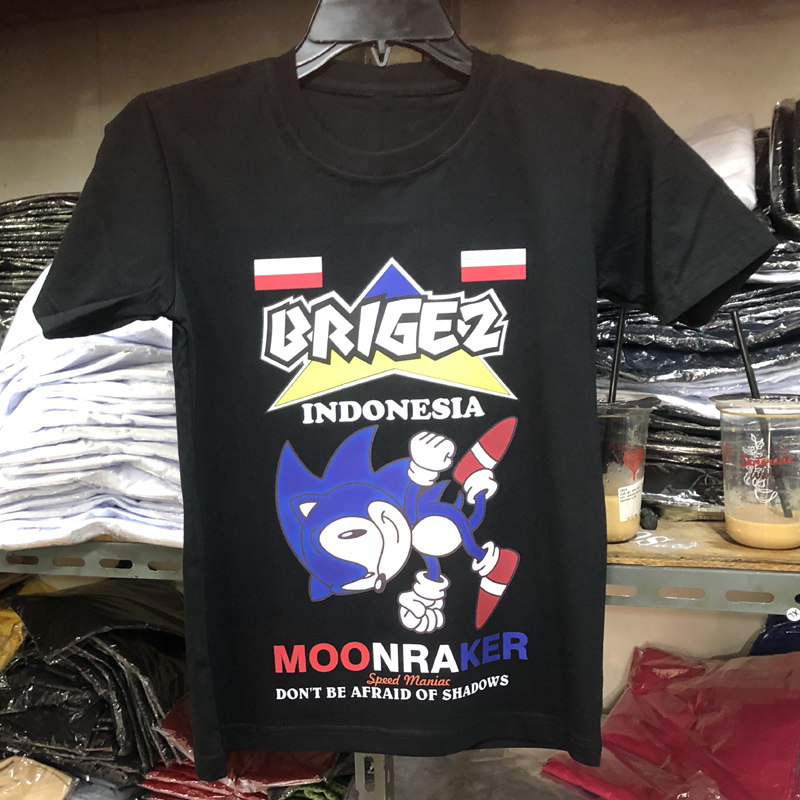 BRIGEZ
INDONESIA
MOONRAKER
Speed Maniac
DON'T BE AFRAID OF SHADOWS